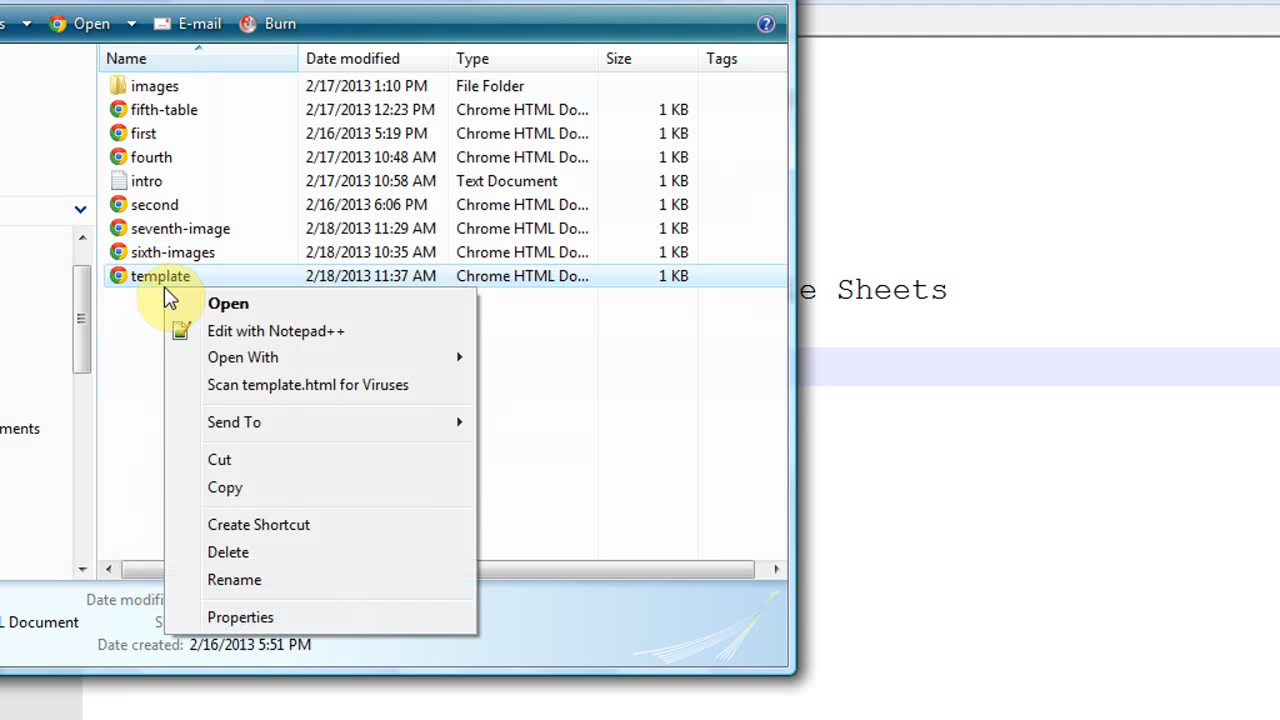 s Open E-mail Burn
Name Date modified Type Size Tags
images 2/17/2013 1:10 PM File Folder
fifth-table 2/17/2013 12:23 PM Chrome HTML Do... 1 KB
first 2/16/2013 5:19 PM Chrome HTML Do... 1 KB
fourth 2/17/2013 10:48 AM Chrome HTML Do... 1 KB
intro 2/17/2013 10:58 AM Text Document 1 KB
second 2/16/2013 6:06 PM Chrome HTML Do... 1 KB
seventh-image 2/18/2013 11:29 AM Chrome HTML Do... 1 KB
sixth-images 2/18/2013 10:35 AM Chrome HTML Do... 1 KB
template 2/18/2013 11:37 AM Chrome HTML Do... 1 KB
e Sheets
Open
Edit with Notepad++
Open With
Scan template.html for Viruses
Send To
Cut
Copy
Create Shortcut
Delete
Rename
Properties
ments
Date modifi
L Document S
Date created: 2/16/2013 5:51 PM